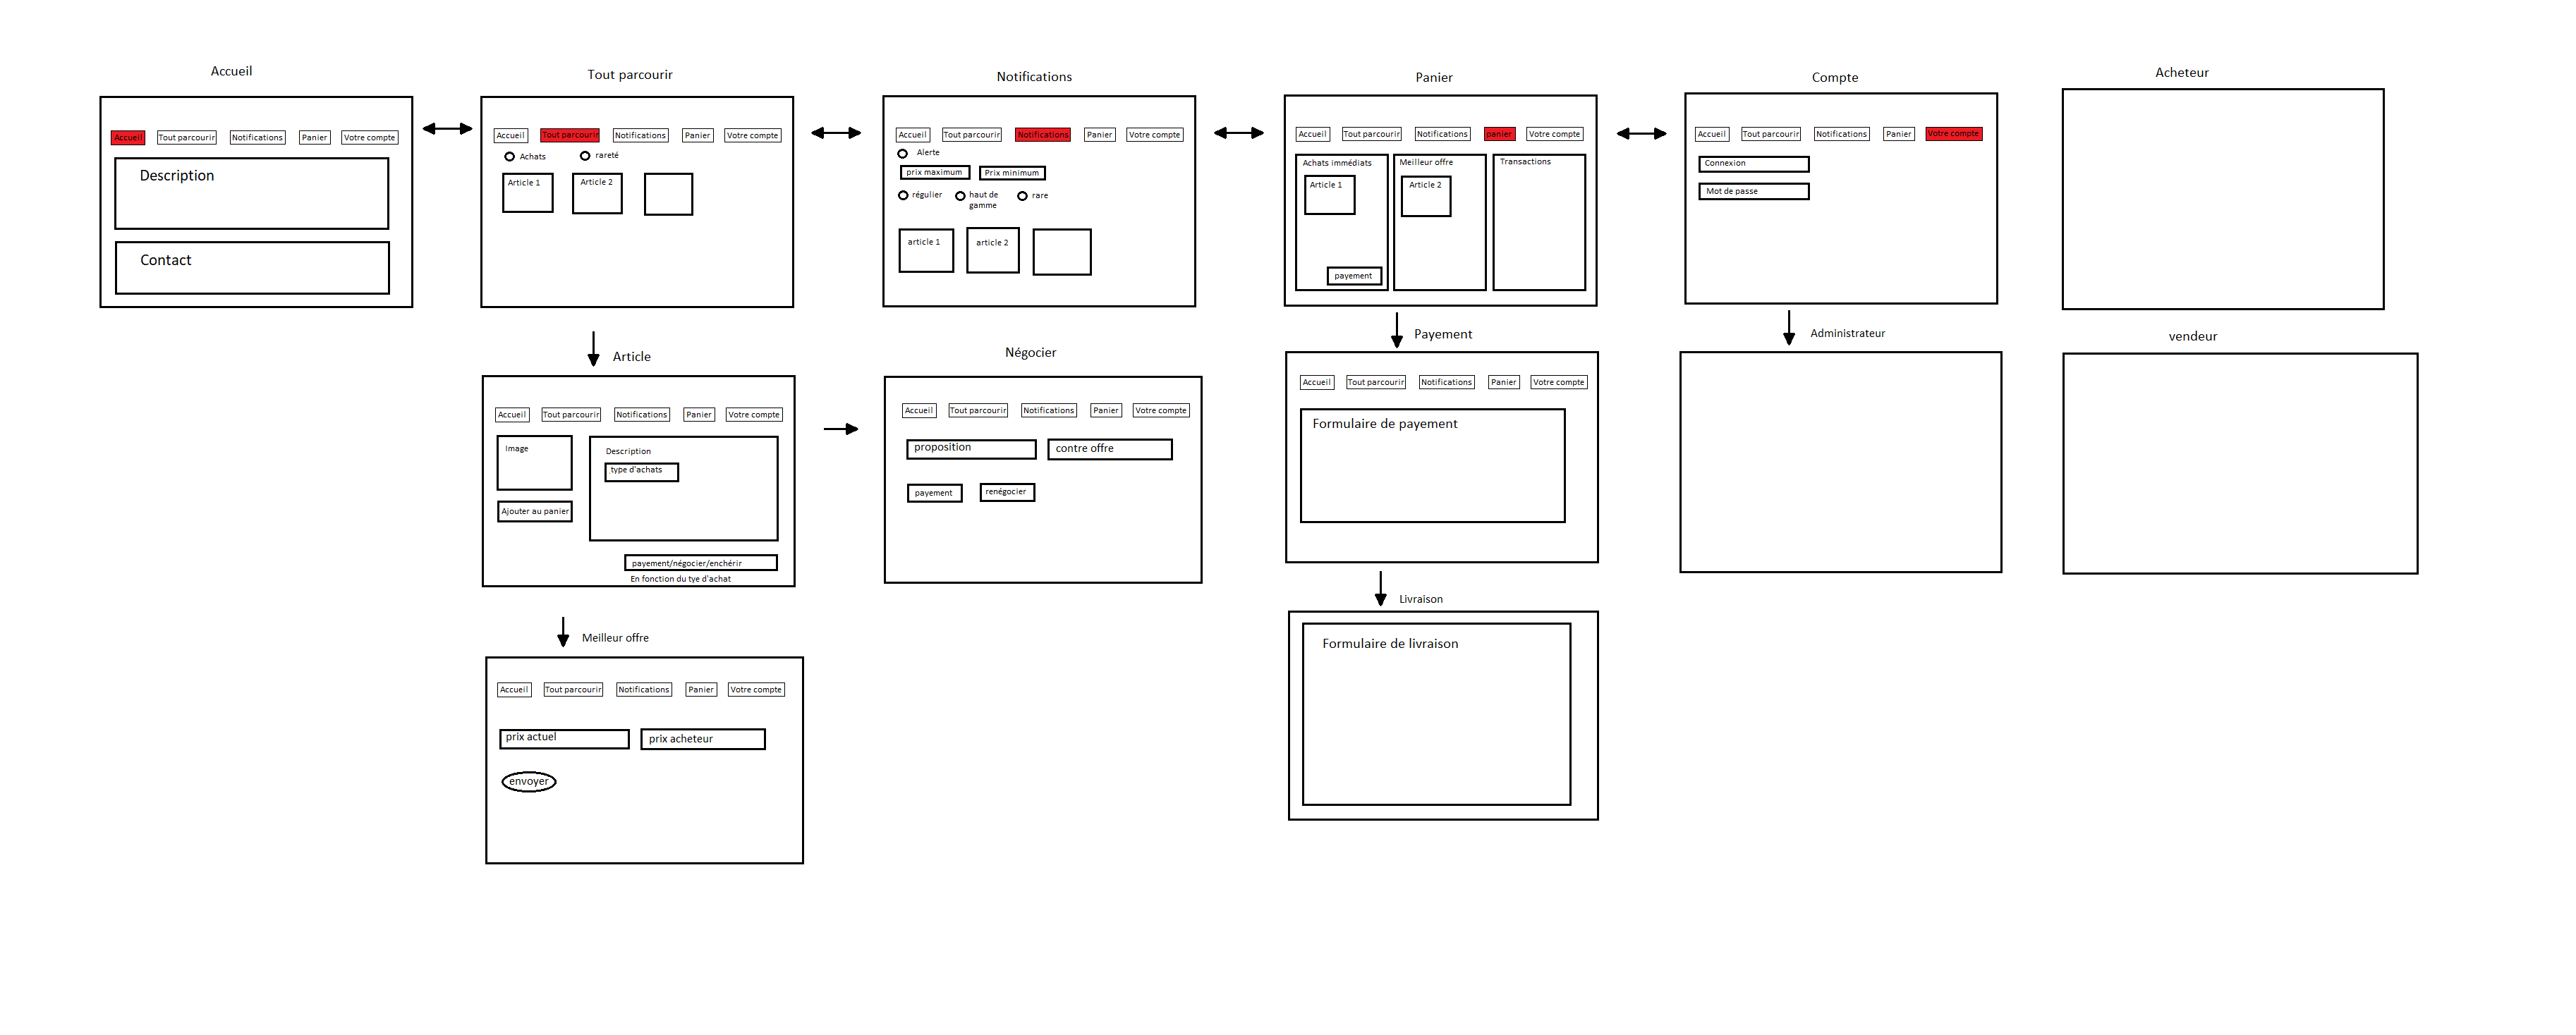 Accueil
Tout parcourir
Notifications
Panier
Compte
Acheteur
Accueil
Tout parcourir
Notifications
Panier
Votre compte
Description
Contact
Accueil
Tout parcourir
Notifications
Panier
Votre compte
Achats
rareté
Article 1
Article 2
Accueil
Tout parcourir
Notifications
Panier
Votre compte
Alerte
prix maximum
Prix minimum
régulier
haut de
gamme
rare
article 1
article 2
Accueil
Tout parcourir
Notifications
panier
Votre compte
Achats immédiats
Article 1
payement
Meilleur offre
Article 2
Transactions
Accueil
Tout parcourir
Notifications
Panier
Votre compte
Connexion
Mot de passe
Article
Négocier
Payement
Administrateur
vendeur
Accueil
Tout parcourir
Notifications
Panier
Votre compte
Image
Ajouter au panier
Description
type d'achats
payement/négocier/enchérir
En fonction du tye d'achat
Accueil
Tout parcourir
Notifications
Panier
Votre compte
proposition
contre offre
payement
renégocier
Accueil
Tout parcourir
Notifications
Panier
Votre compte
Formulaire de payement
Meilleur offre
Livraison
Accueil
Tout parcourir
Notifications
Panier
Votre compte
prix actuel
prix acheteur
envoyer
Formulaire de livraison